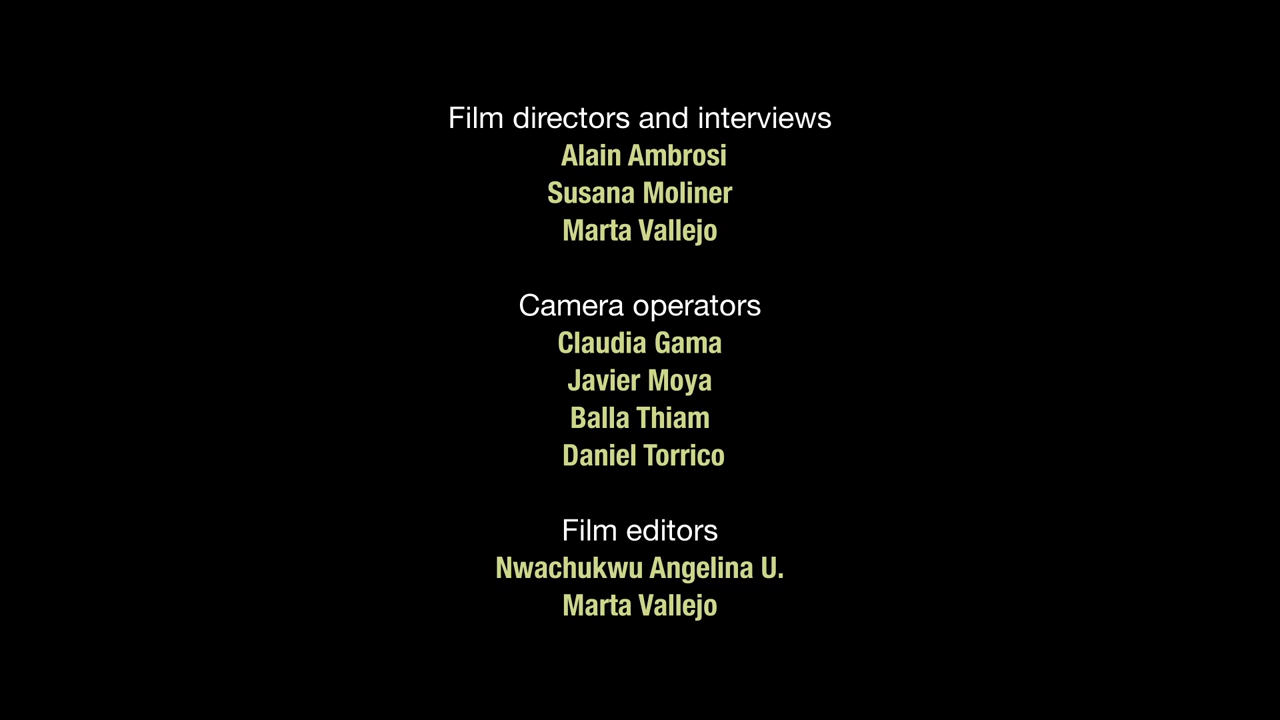 Film directors and interviews
Alain Ambrosi
Susana Moliner
Marta Vallejo
Camera operators
Claudia Gama
Javier Moya
Balla Thiam
Daniel Torrico
Film editors
Nwachukwu Angelina U.
Marta Vallejo